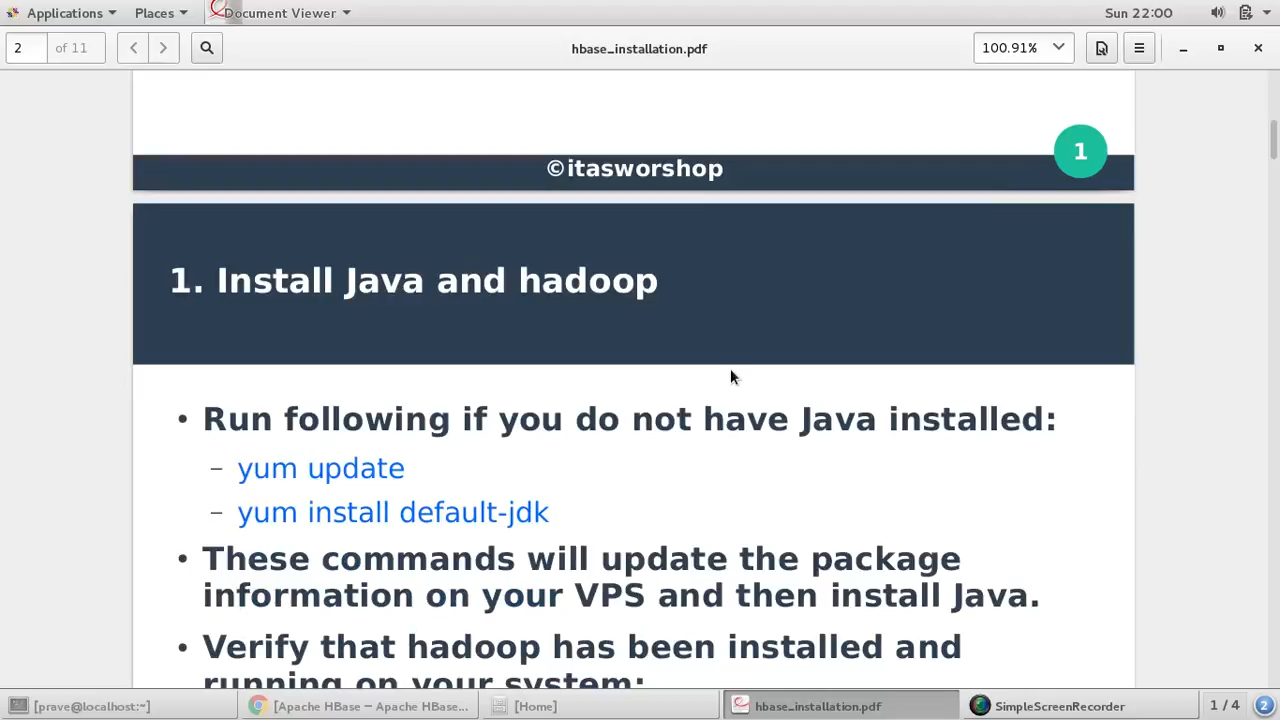 Applications Places Document Viewer Sun 22:00
2 of 11 hbase_installation.pdf 100.91%
1
©itasworshop
1. Install Java and hadoop
• Run following if you do not have Java installed:
– yum update
– yum install default-jdk
• These commands will update the package
information on your VPS and then install Java.
• Verify that hadoop has been installed and
running on your system:
[prave@localhost:~] [Apache HBase – Apache HBase... [Home] hbase_installation.pdf SimpleScreenRecorder 1 / 4 2